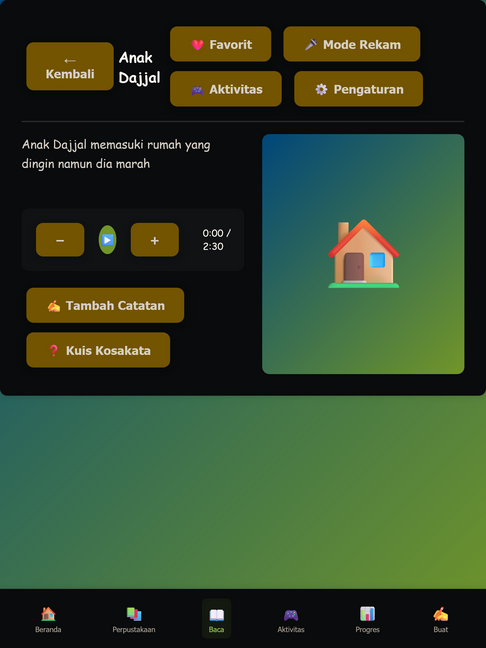 ← Kembali
Anak Dajjal
Favorit
Mode Rekam
Aktivitas
Pengaturan
Anak Dajjal memasuki rumah yang
dingin namun dia marah
−
+
0:00 /
2:30
Tambah Catatan
Kuis Kosakata
Beranda
Perpustakaan
Baca
Aktivitas
Progres
Buat